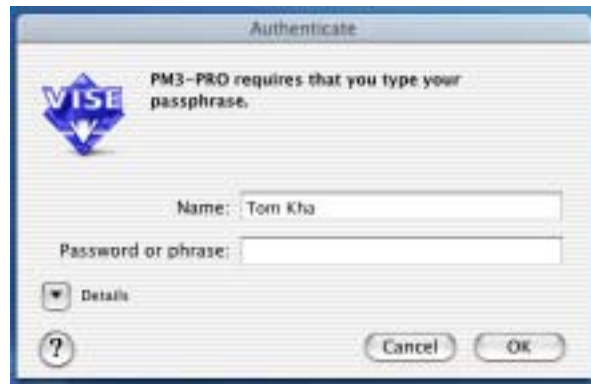 Authenticate
VISE
PM3-PRO requires that you type your
passphrase.
Name: Tom Kha
Password or phrase:
Details
?
Cancel
OK